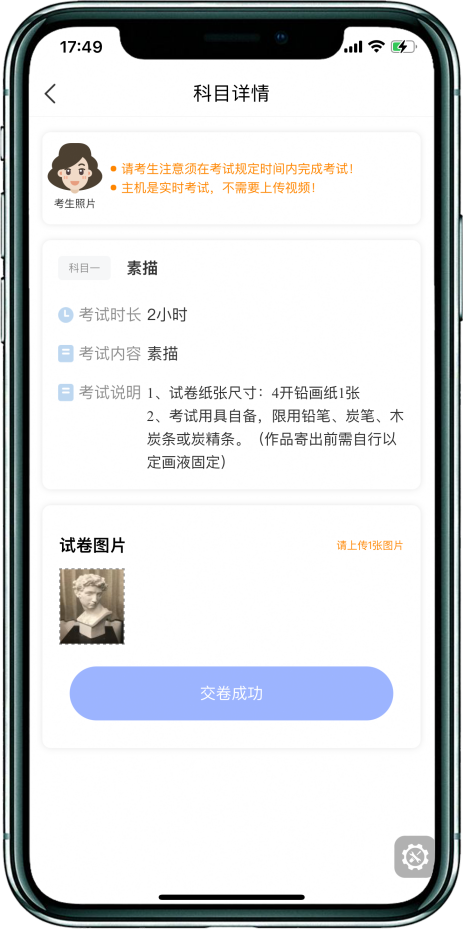 17:49
科目详情
请考生注意须在考试规定时间内完成考试！
主机是实时考试，不需要上传视频！
考生照片
科目一 素描
考试时长 2小时
考试内容 素描
考试说明 1、试卷纸张尺寸：4开铅画纸1张
2、考试用具自备，限用铅笔、炭笔、木
炭条或炭精条。（作品寄出前需自行以
定画液固定）
试卷图片 请上传1张图片
交卷成功